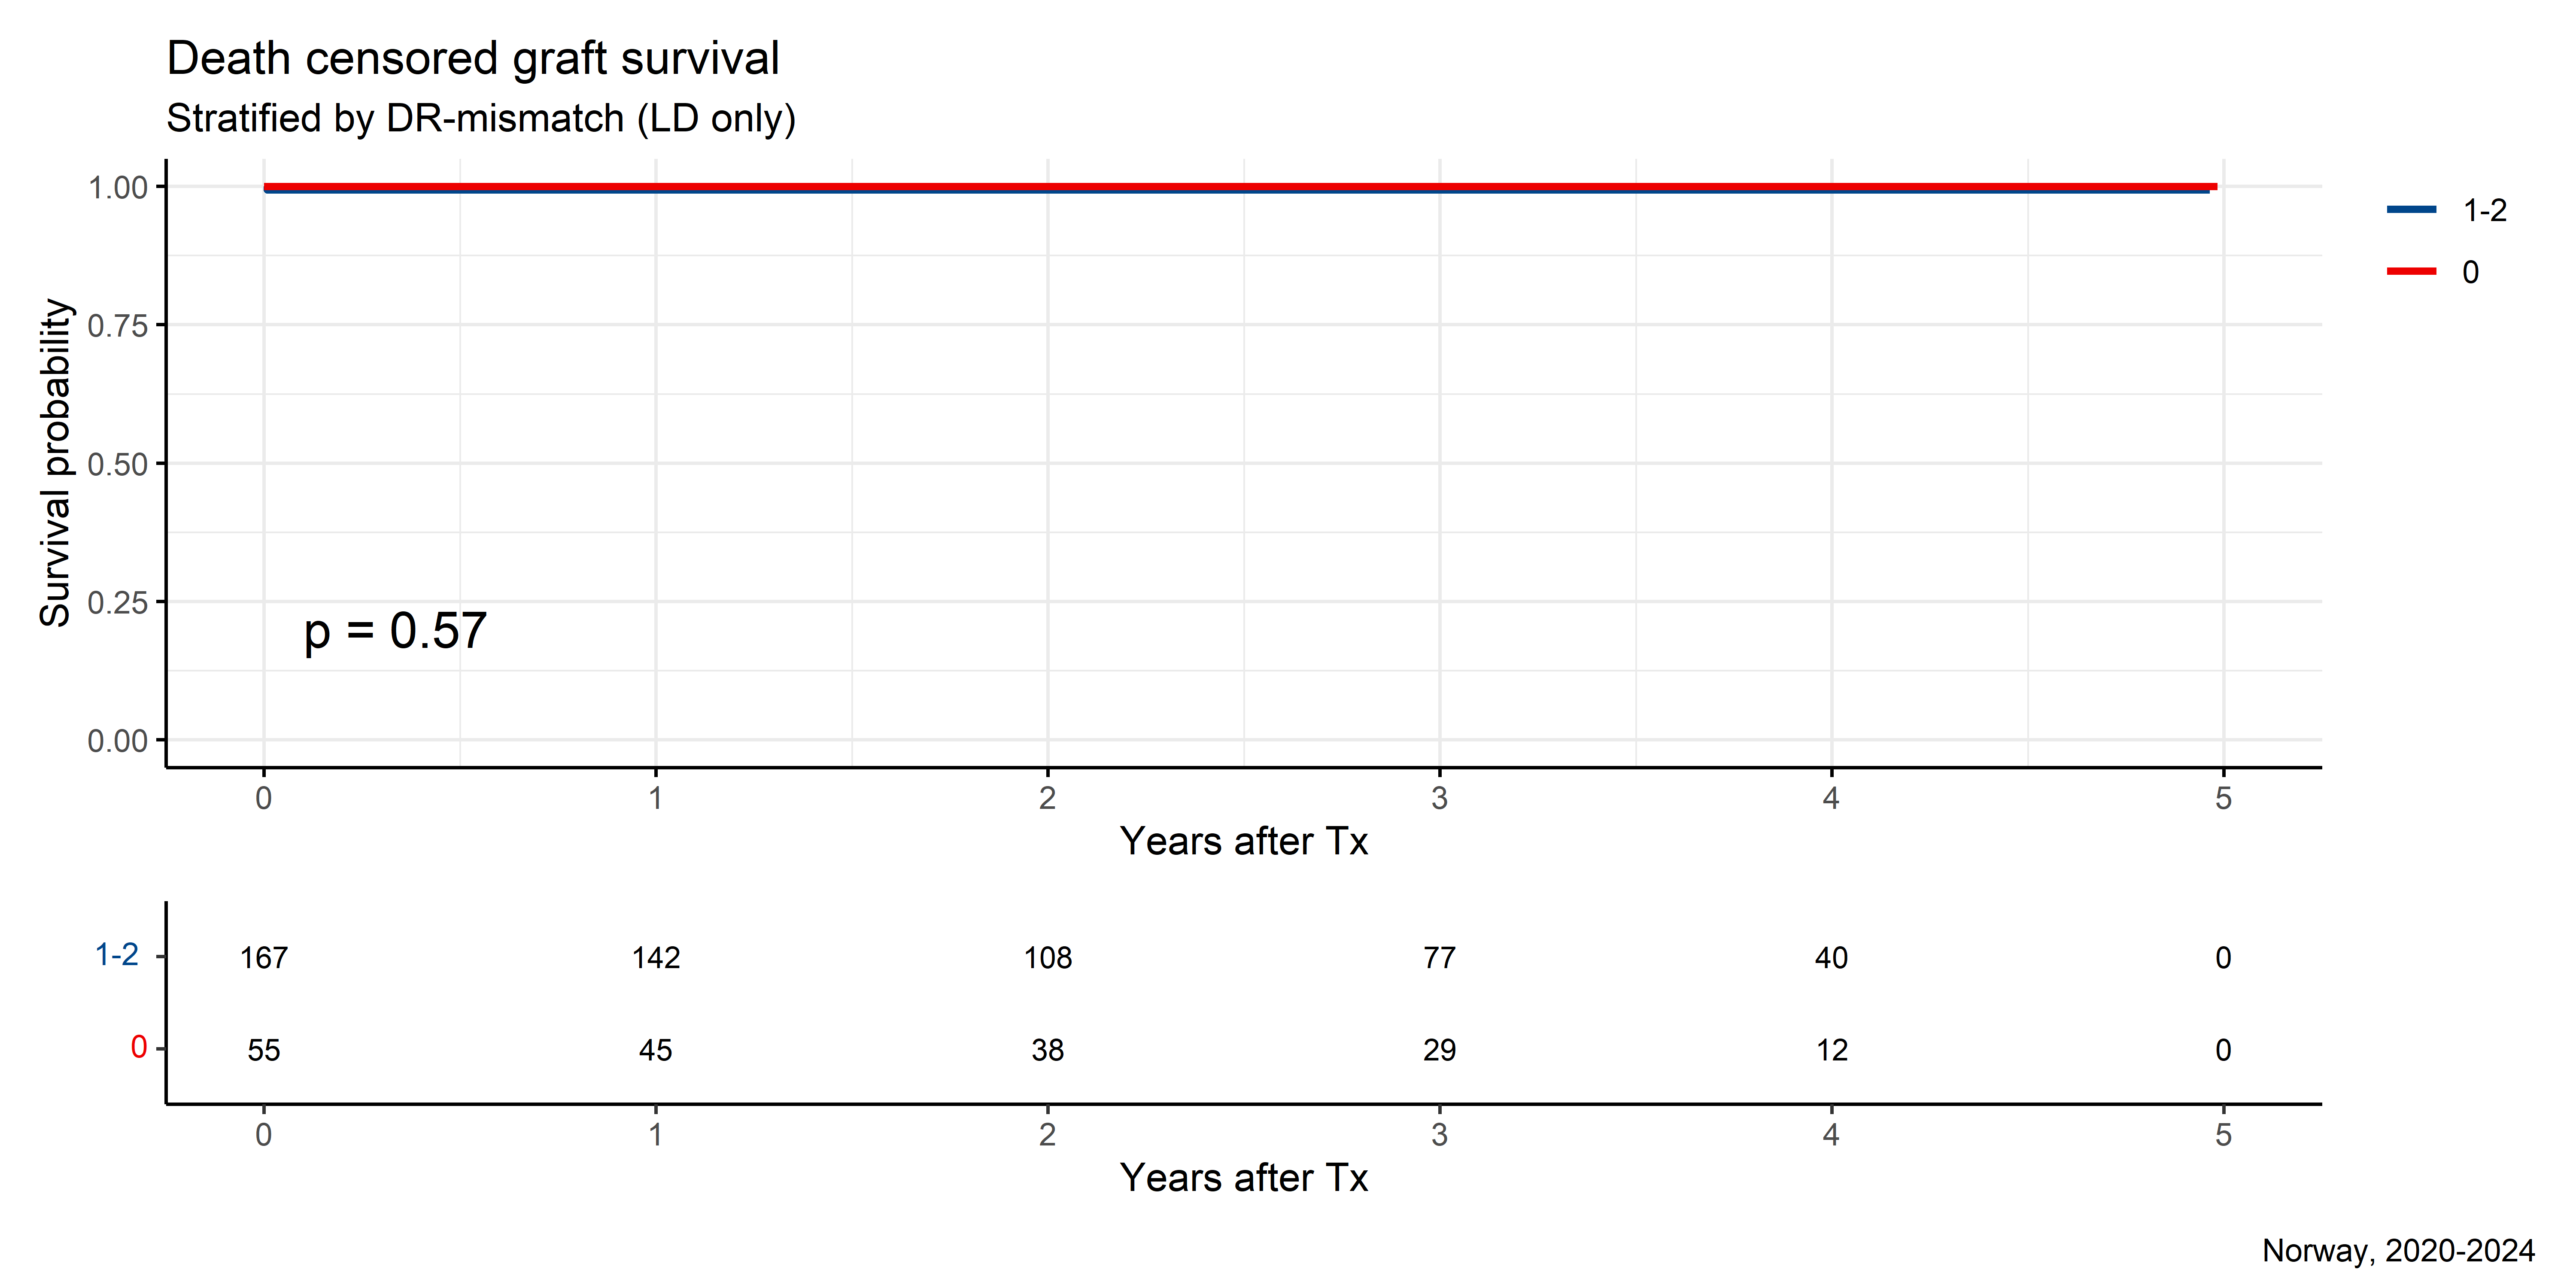 Death censored graft survival
Stratified by DR-mismatch (LD only)
1.00
0.75
0.50
0.25
0.00
Survival probability
p = 0.57
1-2
0
0 1 2 3 4 5
Years after Tx
1-2 167 142 108 77 40 0
0 55 45 38 29 12 0
0 1 2 3 4 5
Years after Tx
Norway, 2020-2024